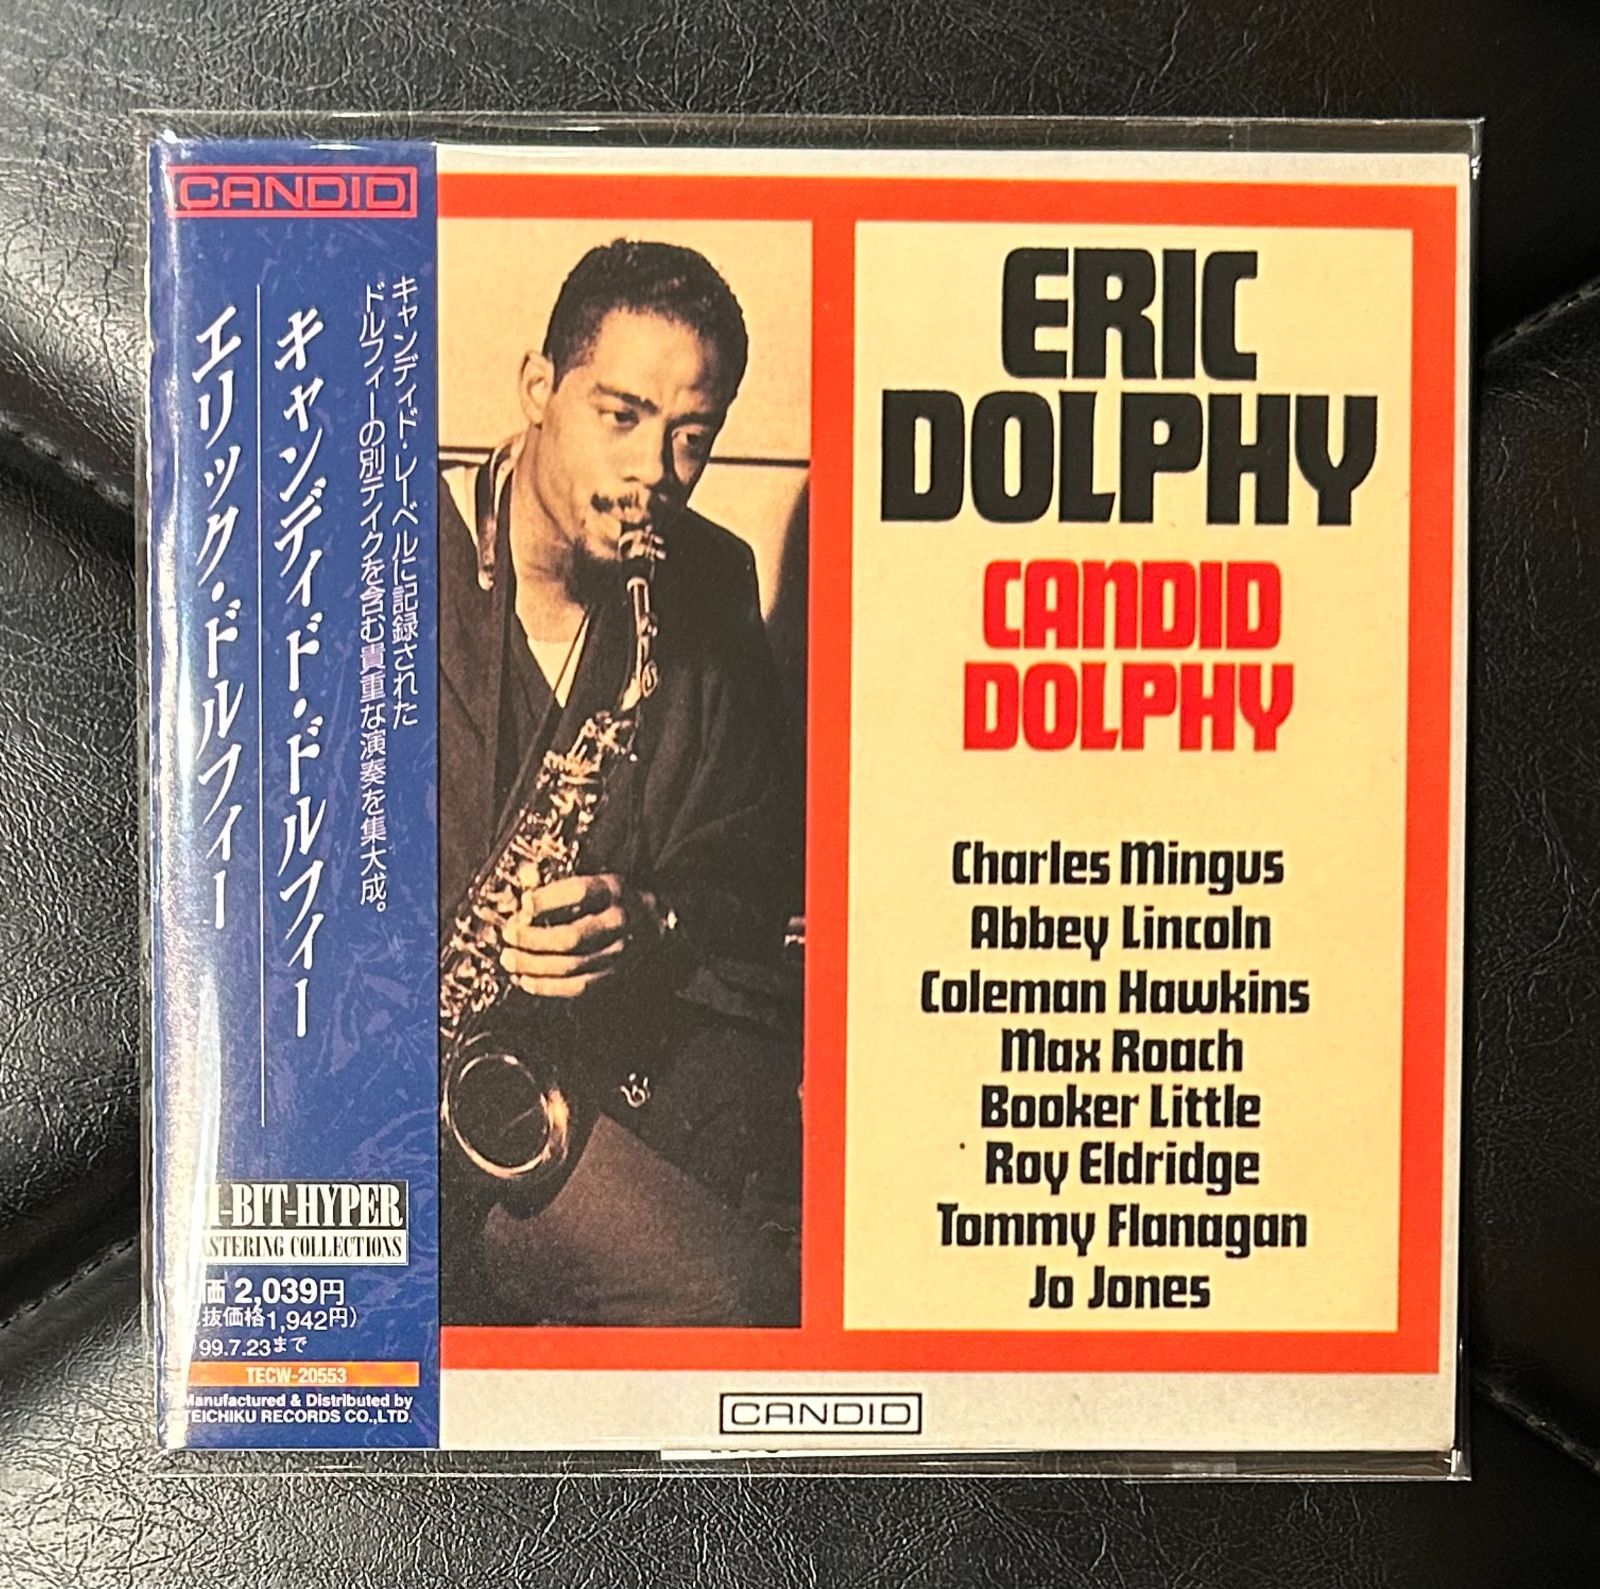 CANDID
キャンディド・レーベルに記録された
ドルフィーの別テイクを含む貴重な演奏を集大成。
キャンディド・ドルフィー
エリック・ドルフィー
-BIT-HYPER
COLLECTIONS
2,039円
1,942円)
99.7.23まで
TECW-20553
Manufactured & Distributed by
TEICHIKU RECORDS CO.,LTD.
ERIC
DOLPHY
CANDID
DOLPHY
Charles Mingus
Abbey Lincoln
Coleman Hawkins
Max Roach
Booker Little
Roy Eldridge
Tommy Flanagan
Jo Jones
CANDID